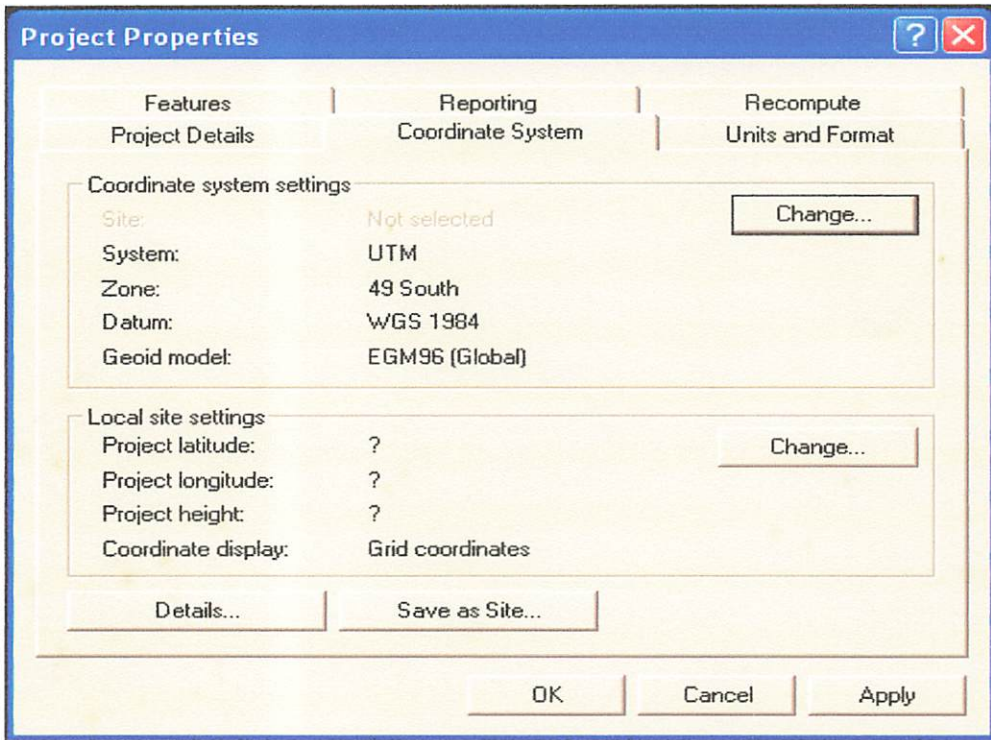 Project Properties
Features Reporting Recompute
Project Details Coordinate System Units and Format
Coordinate system settings
Site: Not selected Change...
System: UTM
Zone: 49 South
Datum: WGS 1984
Geoid model: EGM96 (Global)
Local site settings
Project latitude: ? Change...
Project longitude: ?
Project height: ?
Coordinate display: Grid coordinates
Details... Save as Site...
OK Cancel Apply